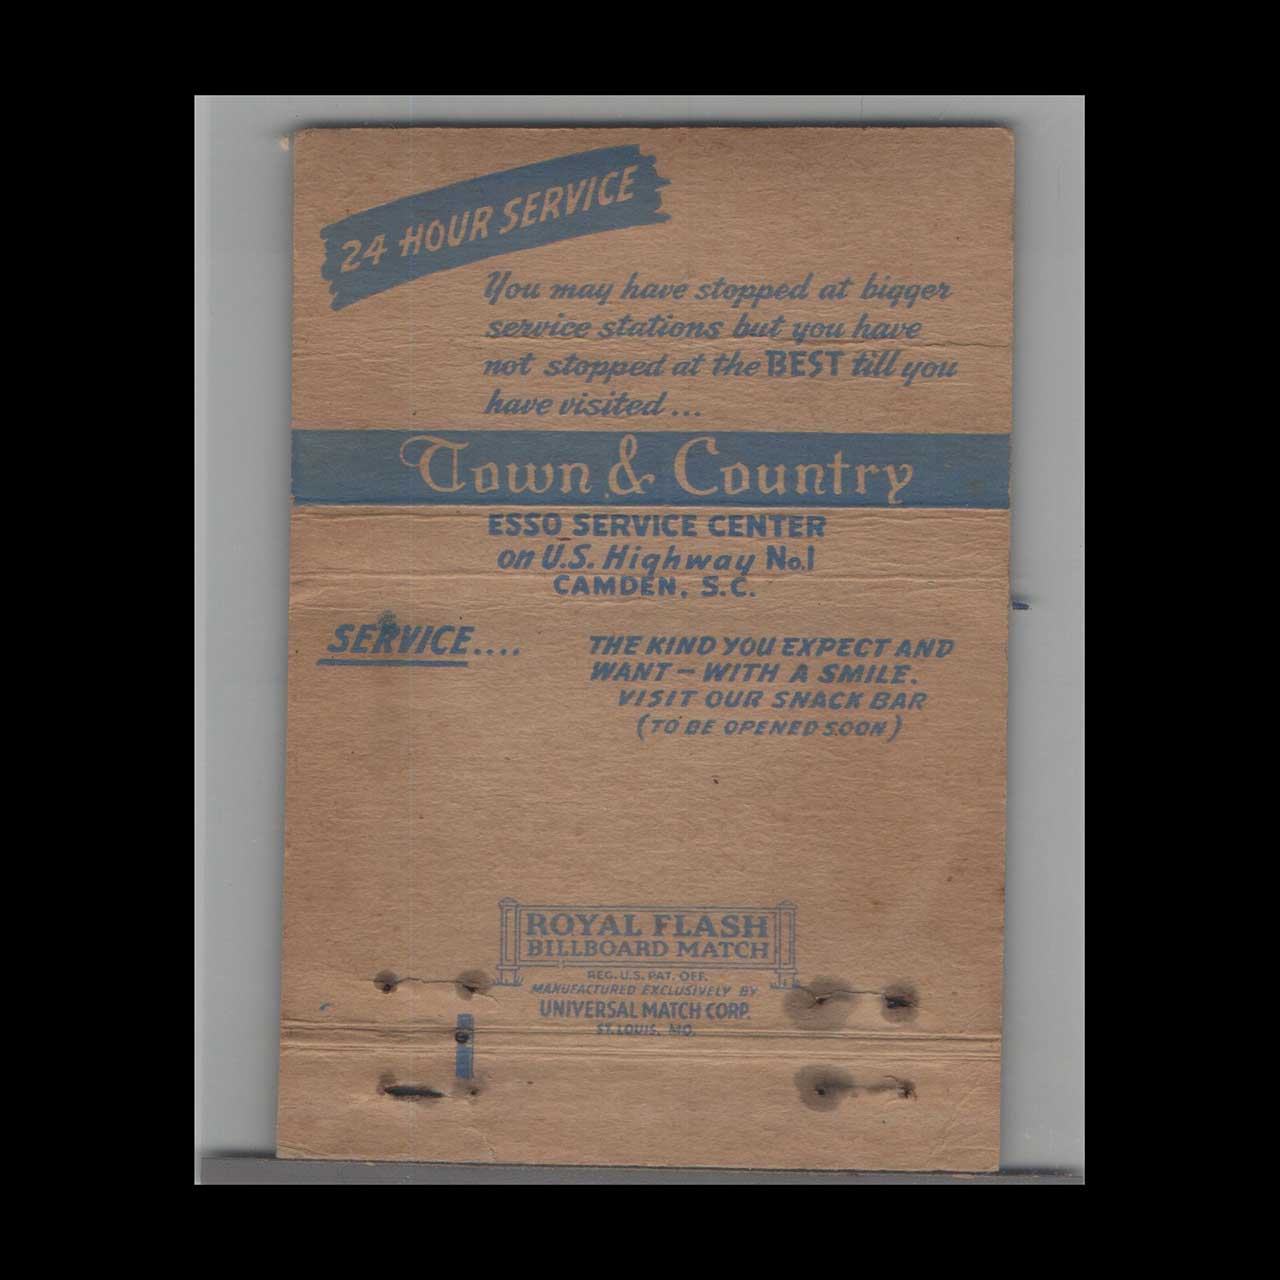 24 HOUR SERVICE
You may have stopped at bigger
service stations but you have
not stopped at the BEST till you
have visited...
Town & Country
ESSO SERVICE CENTER
on U.S. Highway No.1
CAMDEN, S.C.
SERVICE....
THE KIND YOU EXPECT AND
WANT – WITH A SMILE.
VISIT OUR SNACK BAR
(TO BE OPENED SOON)
ROYAL FLASH
BILLBOARD MATCH
REG. U.S. PAT. OFF.
MANUFACTURED EXCLUSIVELY BY
UNIVERSAL MATCH CORP.
ST. LOUIS, MO.